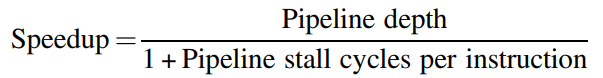 Speedup = Pipeline depth / 1 + Pipeline stall cycles per instruction